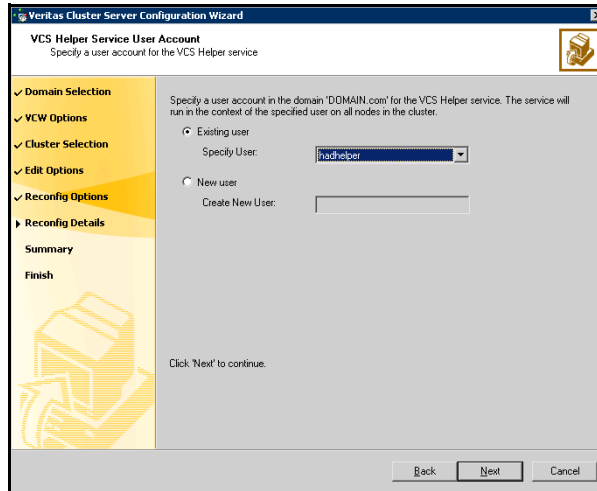 Veritas Cluster Server Configuration Wizard
VCS Helper Service User Account
Specify a user account for the VCS Helper service
Domain Selection
VCW Options
Cluster Selection
Edit Options
Reconfig Options
Reconfig Details
Summary
Finish
Specify a user account in the domain 'DOMAIN.com' for the VCS Helper service. The service will
run in the context of the specified user on all nodes in the cluster.
Existing user
Specify User:
hadhelper
New user
Create New User:
Click 'Next' to continue.
Back
Next
Cancel